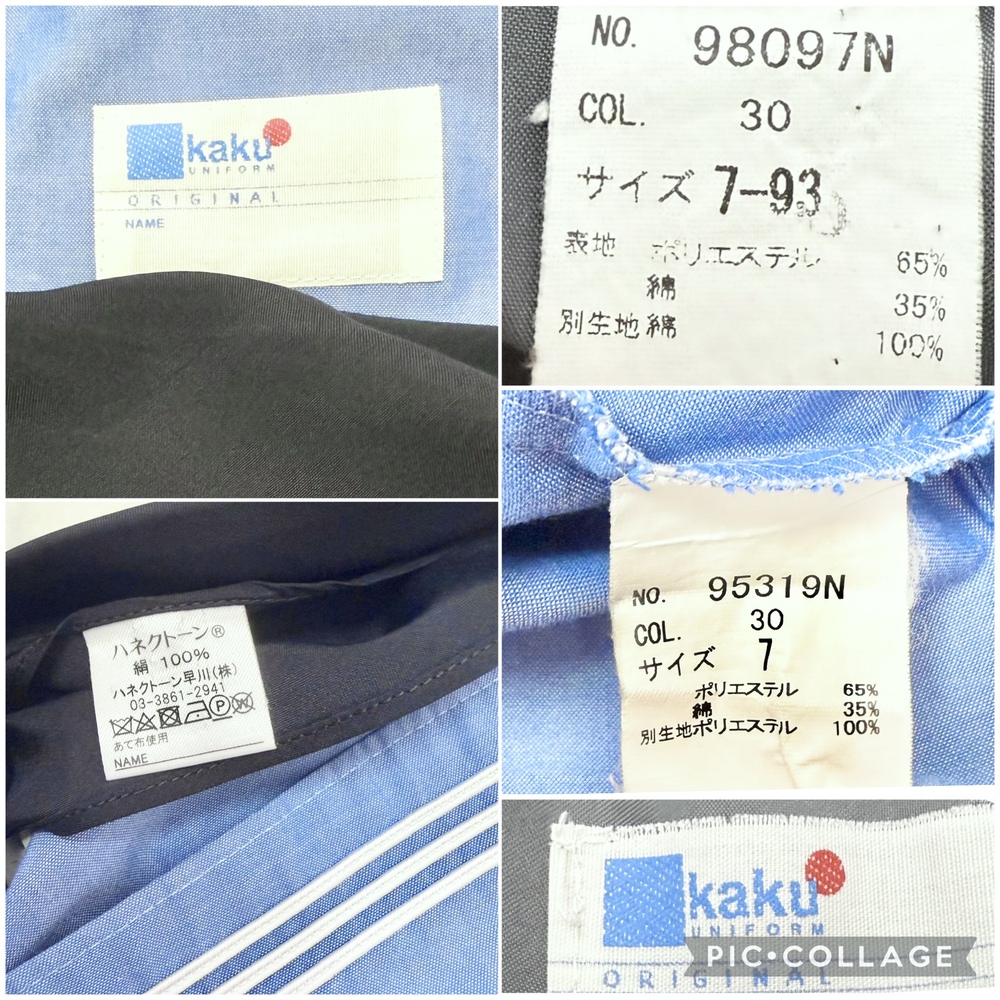 kaku
UNIFORM
ORIGINAL
NAME
NO. 98097N
COL. 30
サイズ 7-93
表地 ポリエステル 65%
綿 35%
別生地 綿 100%
ハネクトーン®
絹 100%
ハネクトーン早川(株)
03-3861-2941
あて布使用
NAME
NO. 95319N
COL. 30
サイズ 7
ポリエステル 65%
綿 35%
別生地ポリエステル 100%
kaku
UNIFORM
ORIGINAL
PIC•COLLAGE